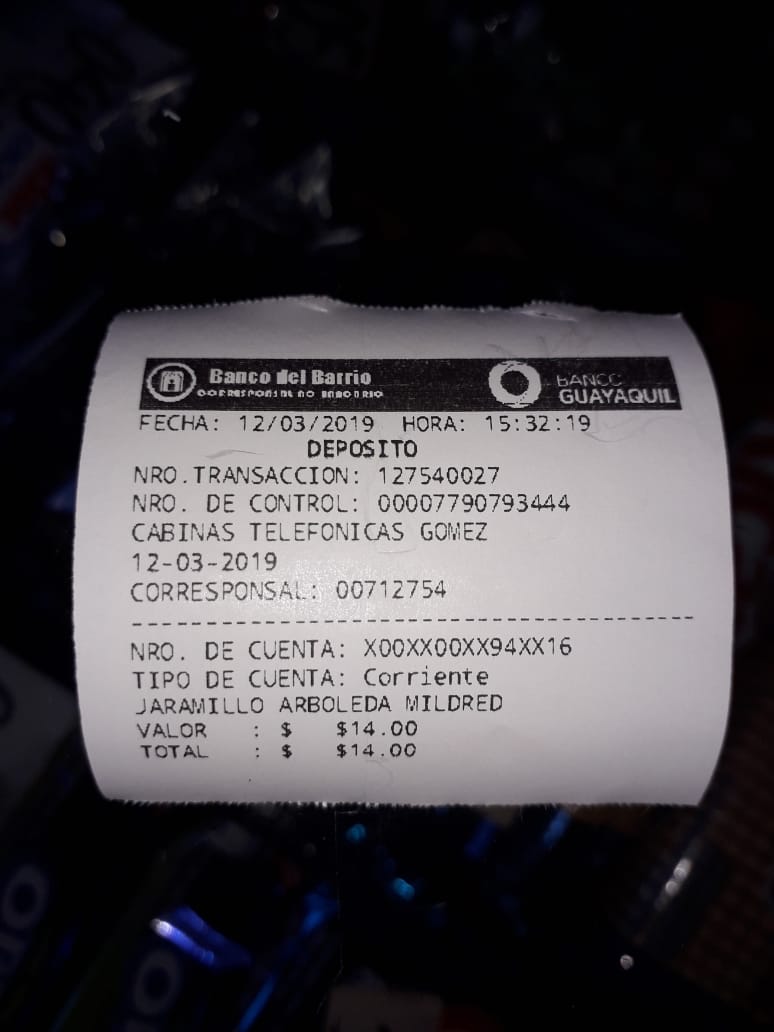 Banco del Barrio
BANCO
GUAYAQUIL
FECHA: 12/03/2019 HORA: 15:32:19
DEPOSITO
NRO.TRANSACCION: 127540027
NRO. DE CONTROL: 00007790793444
CABINAS TELEFONICAS GOMEZ
12-03-2019
CORRESPONSAL: 00712754
----------------------------------------
NRO. DE CUENTA: X00XX00XX94XX16
TIPO DE CUENTA: Corriente
JARAMILLO ARBOLEDA MILDRED
VALOR : $ $14.00
TOTAL : $ $14.00